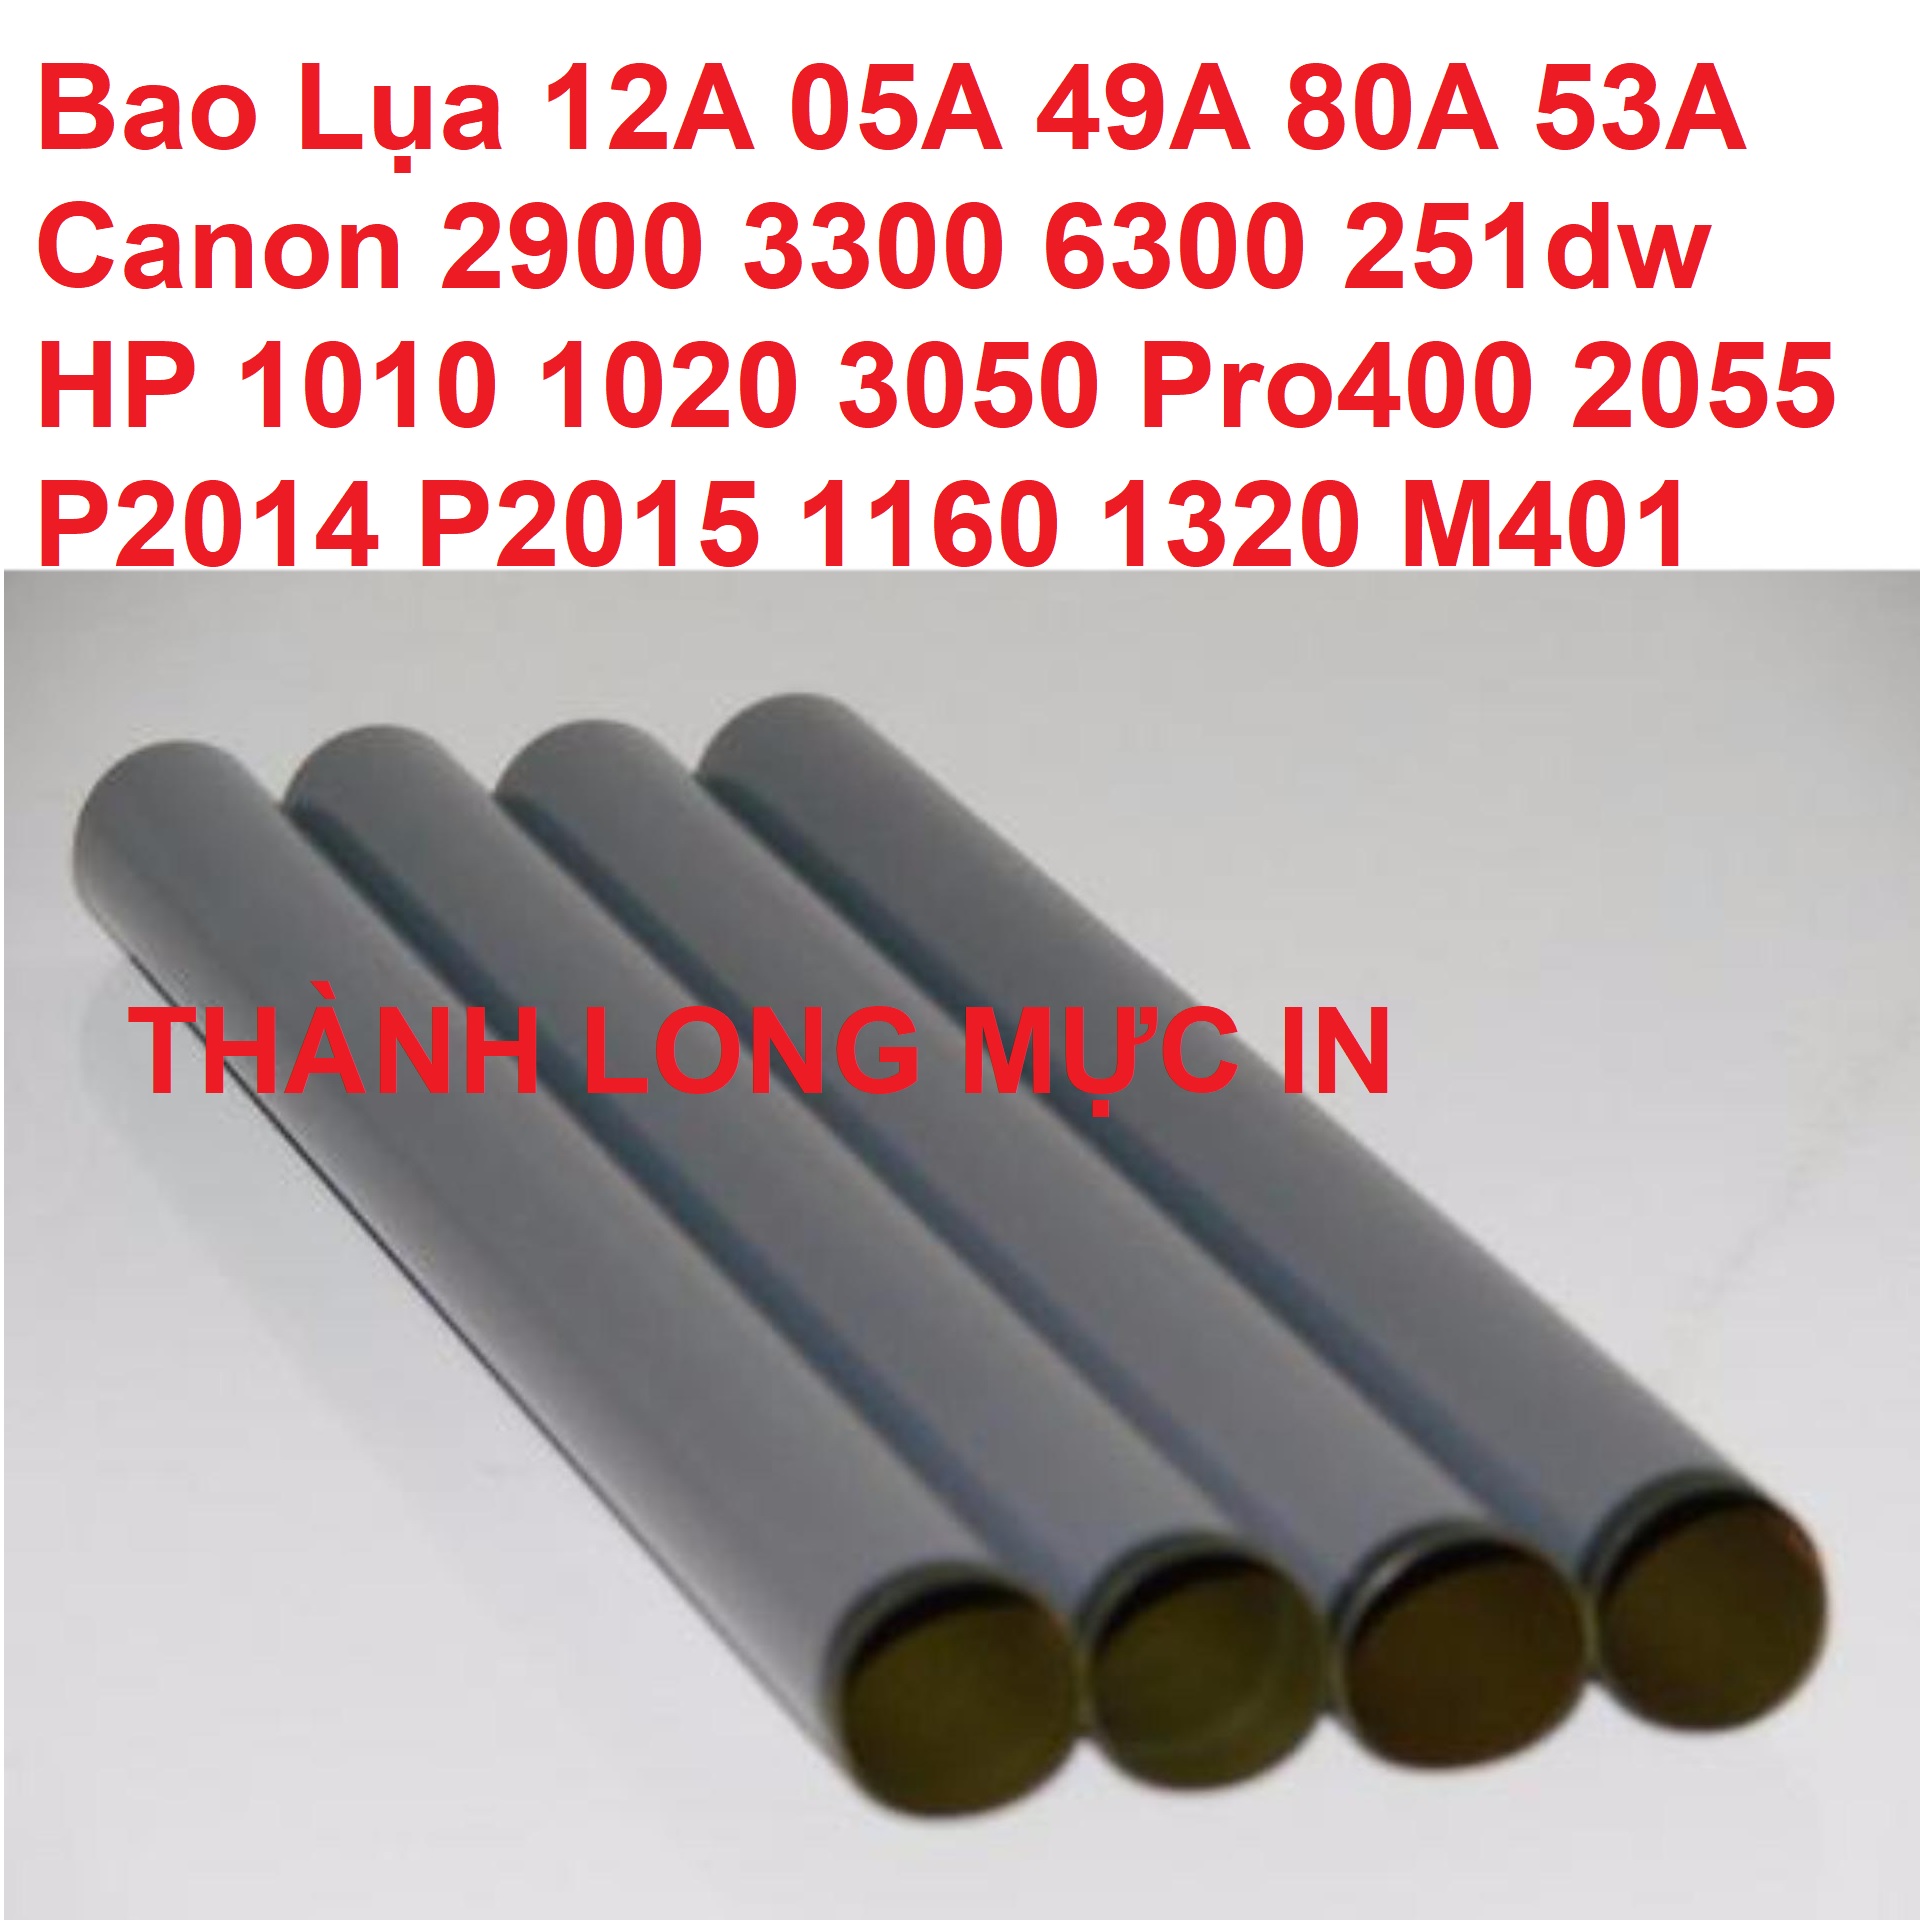 Bao Lụa 12A 05A 49A 80A 53A
Canon 2900 3300 6300 251dw
HP 1010 1020 3050 Pro400 2055
P2014 P2015 1160 1320 M401
THÀNH LONG MỰC IN